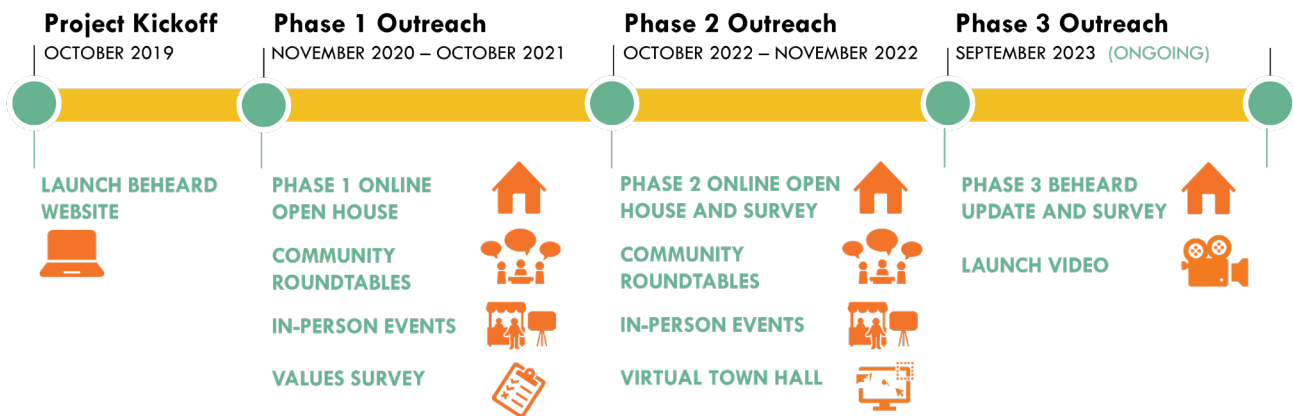 Project Kickoff
OCTOBER 2019
LAUNCH BEHEARD
WEBSITE
Phase 1 Outreach
NOVEMBER 2020 – OCTOBER 2021
PHASE 1 ONLINE
OPEN HOUSE
COMMUNITY
ROUNDTABLES
IN-PERSON EVENTS
VALUES SURVEY
Phase 2 Outreach
OCTOBER 2022 – NOVEMBER 2022
PHASE 2 ONLINE OPEN
HOUSE AND SURVEY
COMMUNITY
ROUNDTABLES
IN-PERSON EVENTS
VIRTUAL TOWN HALL
Phase 3 Outreach
SEPTEMBER 2023 (ONGOING)
PHASE 3 BEHEARD
UPDATE AND SURVEY
LAUNCH VIDEO